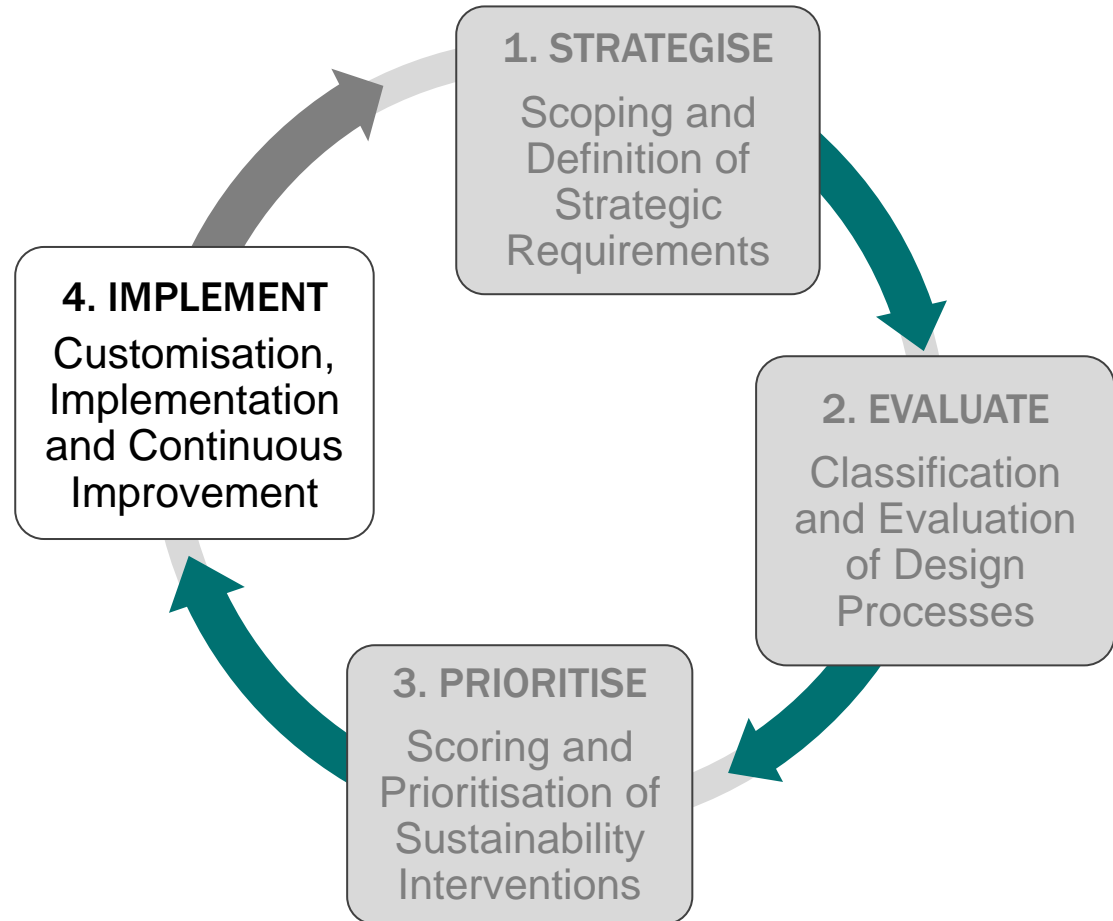 1. STRATEGISE
Scoping and
Definition of
Strategic
Requirements
2. EVALUATE
Classification
and Evaluation
of Design
Processes
3. PRIORITISE
Scoring and
Prioritisation of
Sustainability
Interventions
4. IMPLEMENT
Customisation,
Implementation
and Continuous
Improvement